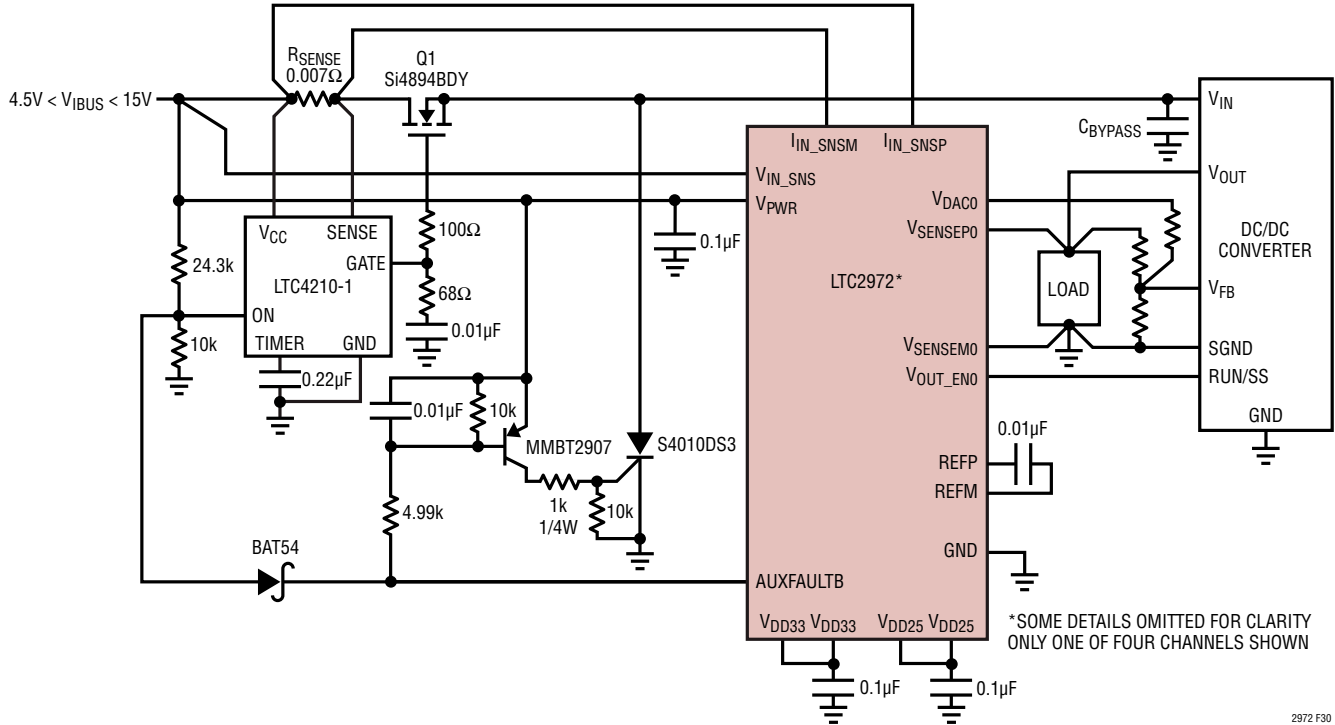 4.5V < VIBUS < 15V
RSENSE
0.007Ω
Q1
Si4894BDY
VCC
SENSE
GATE
LTC4210-1
ON
TIMER
GND
24.3k
10k
0.22µF
100Ω
68Ω
0.01µF
0.1µF
0.01µF
10k
MMBT2907
1k
1/4W
10k
S4010DS3
4.99k
BAT54
IIN_SNSM
IIN_SNSP
VIN_SNS
VPWR
VDAC0
VSENSEP0
LTC2972*
VSENSEM0
VOUT_EN0
REFP
REFM
GND
AUXFAULTB
VDD33
VDD33
VDD25
VDD25
0.1µF
0.1µF
0.01µF
LOAD
CBYPASS
VIN
VOUT
DC/DC
CONVERTER
VFB
SGND
RUN/SS
GND
*SOME DETAILS OMITTED FOR CLARITY
ONLY ONE OF FOUR CHANNELS SHOWN
2972 F30